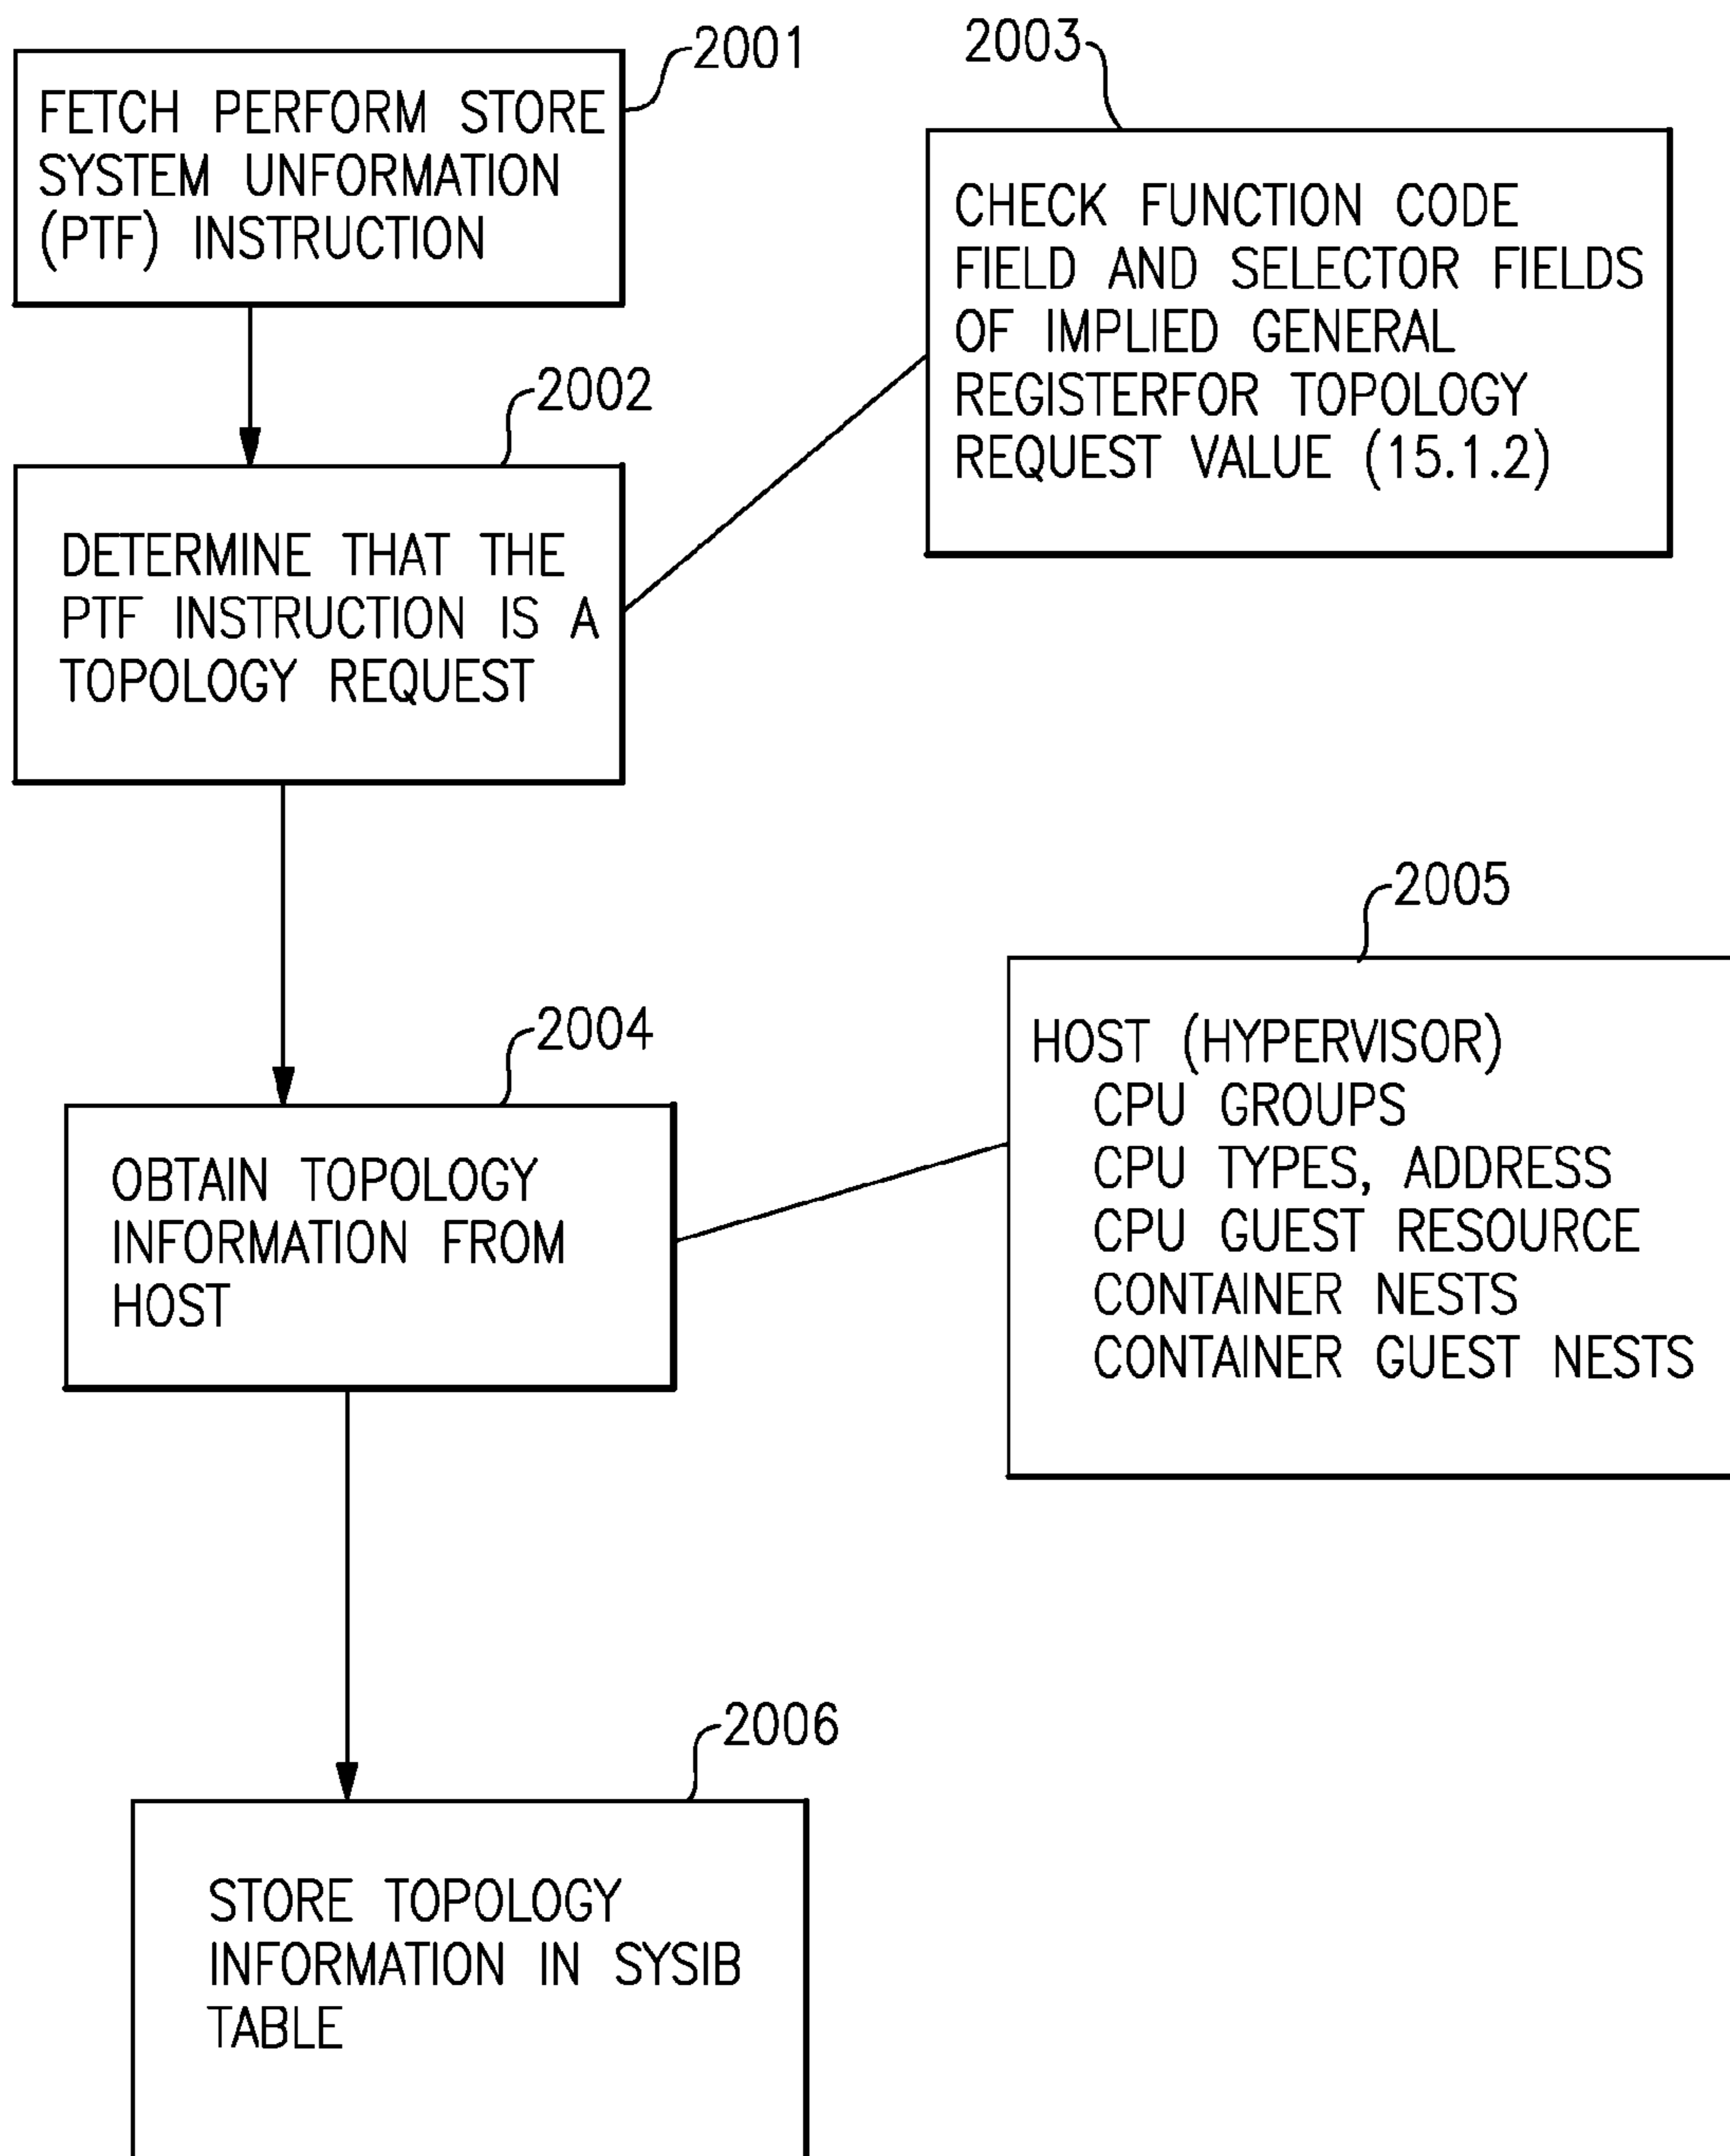 2001
FETCH PERFORM STORE
SYSTEM UNFORMATION
(PTF) INSTRUCTION
2003
CHECK FUNCTION CODE
FIELD AND SELECTOR FIELDS
OF IMPLIED GENERAL
REGISTERFOR TOPOLOGY
REQUEST VALUE (15.1.2)
2002
DETERMINE THAT THE
PTF INSTRUCTION IS A
TOPOLOGY REQUEST
2005
HOST (HYPERVISOR)
CPU GROUPS
CPU TYPES, ADDRESS
CPU GUEST RESOURCE
CONTAINER NESTS
CONTAINER GUEST NESTS
2004
OBTAIN TOPOLOGY
INFORMATION FROM
HOST
2006
STORE TOPOLOGY
INFORMATION IN SYSIB
TABLE